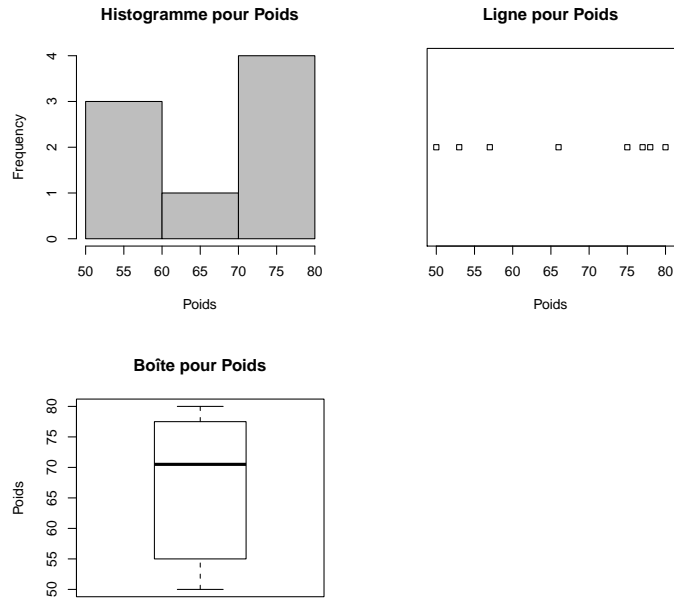 Histogramme pour Poids
Frequency
0 1 2 3 4
50 55 60 65 70 75 80
Poids
Ligne pour Poids
50 55 60 65 70 75 80
Poids
Boîte pour Poids
Poids
50 55 60 65 70 75 80